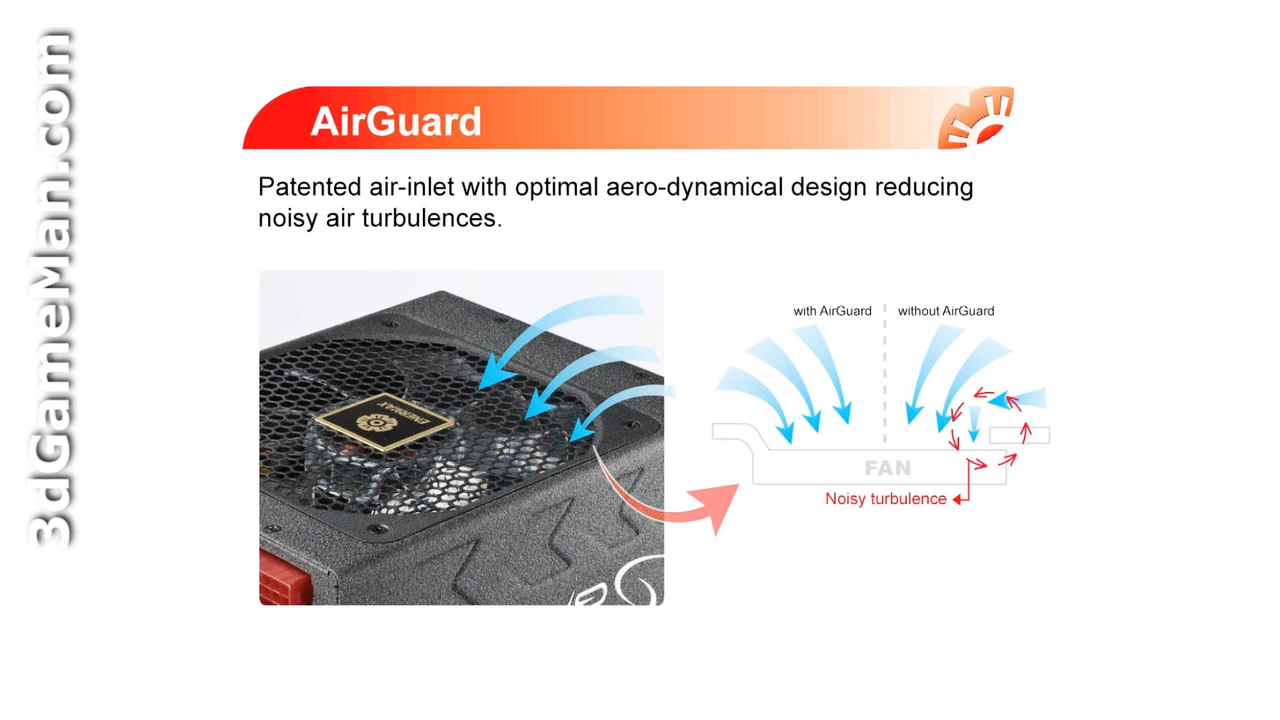 3dGameMan.com
AirGuard
Patented air-inlet with optimal aero-dynamical design reducing
noisy air turbulences.
with AirGuard
without AirGuard
ENERMAX
FAN
Noisy turbulence